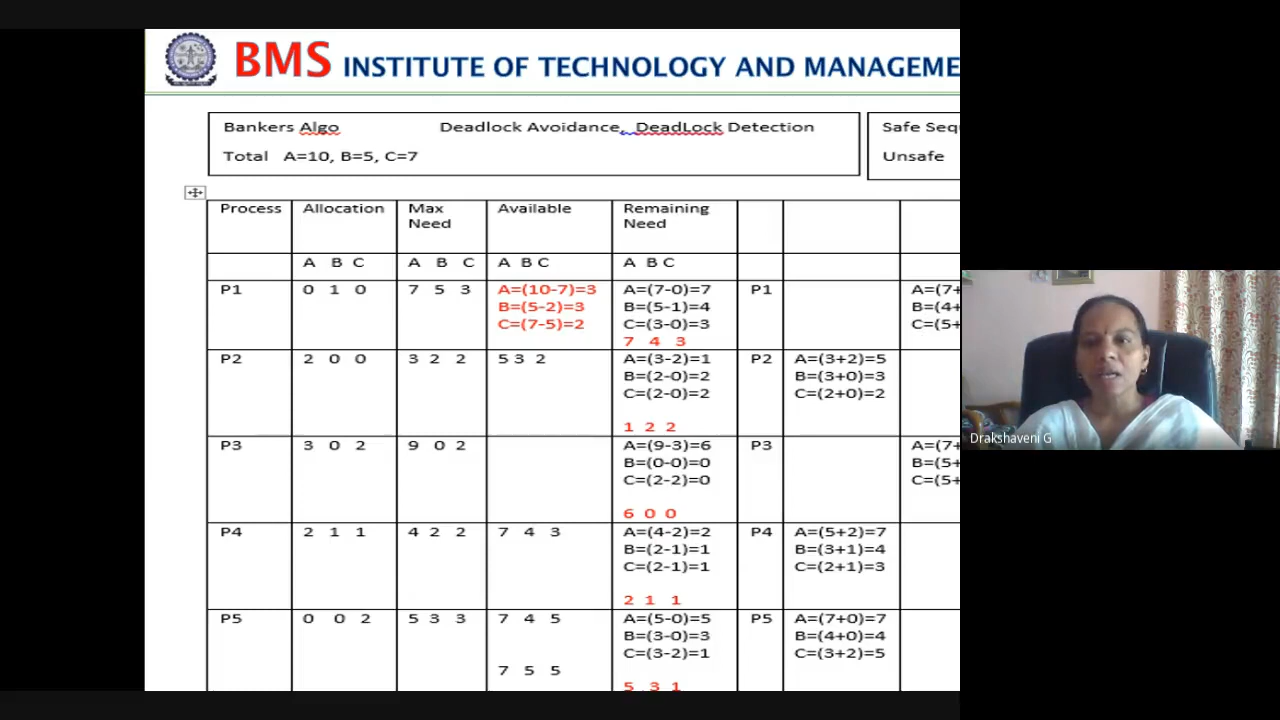 BMS INSTITUTE OF TECHNOLOGY AND MANAGEME
Bankers Algo Deadlock Avoidance, DeadLock Detection
Total A=10, B=5, C=7
Safe Seq
Unsafe
Process Allocation Max Need Available Remaining Need
A B C A B C A B C A B C
P1 0 1 0 7 5 3 A=(10-7)=3 A=(7-0)=7 P1 A=(7+
B=(5-2)=3 B=(5-1)=4 B=(4+
C=(7-5)=2 C=(3-0)=3 C=(5+
7 4 3
P2 2 0 0 3 2 2 5 3 2 A=(3-2)=1 P2 A=(3+2)=5
B=(2-0)=2 B=(3+0)=3
C=(2-0)=2 C=(2+0)=2
1 2 2
P3 3 0 2 9 0 2 A=(9-3)=6 P3 A=(7+
B=(0-0)=0 B=(5+
C=(2-2)=0 C=(5+
6 0 0
P4 2 1 1 4 2 2 7 4 3 A=(4-2)=2 P4 A=(5+2)=7
B=(2-1)=1 B=(3+1)=4
C=(2-1)=1 C=(2+1)=3
2 1 1
P5 0 0 2 5 3 3 7 4 5 A=(5-0)=5 P5 A=(7+0)=7
B=(3-0)=3 B=(4+0)=4
C=(3-2)=1 C=(3+2)=5
7 5 5
5 3 1
Drakshaveni G